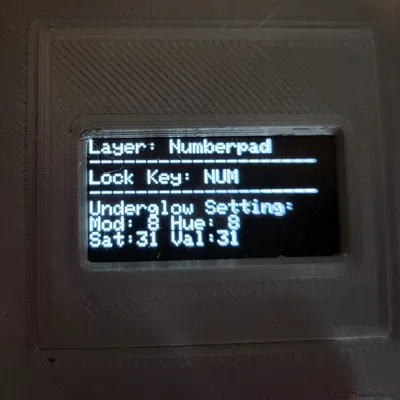 Layer: Numberpad
---------------------
Lock Key: NUM
---------------------
Underglow Setting:
Mod: 8 Hue: 8
Sat:31 Val:31